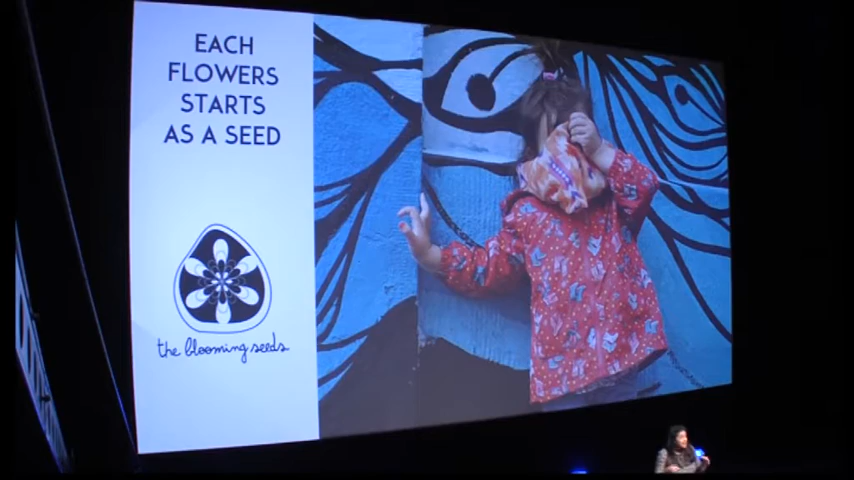 EACH
FLOWERS
STARTS
AS A SEED
the blooming seeds